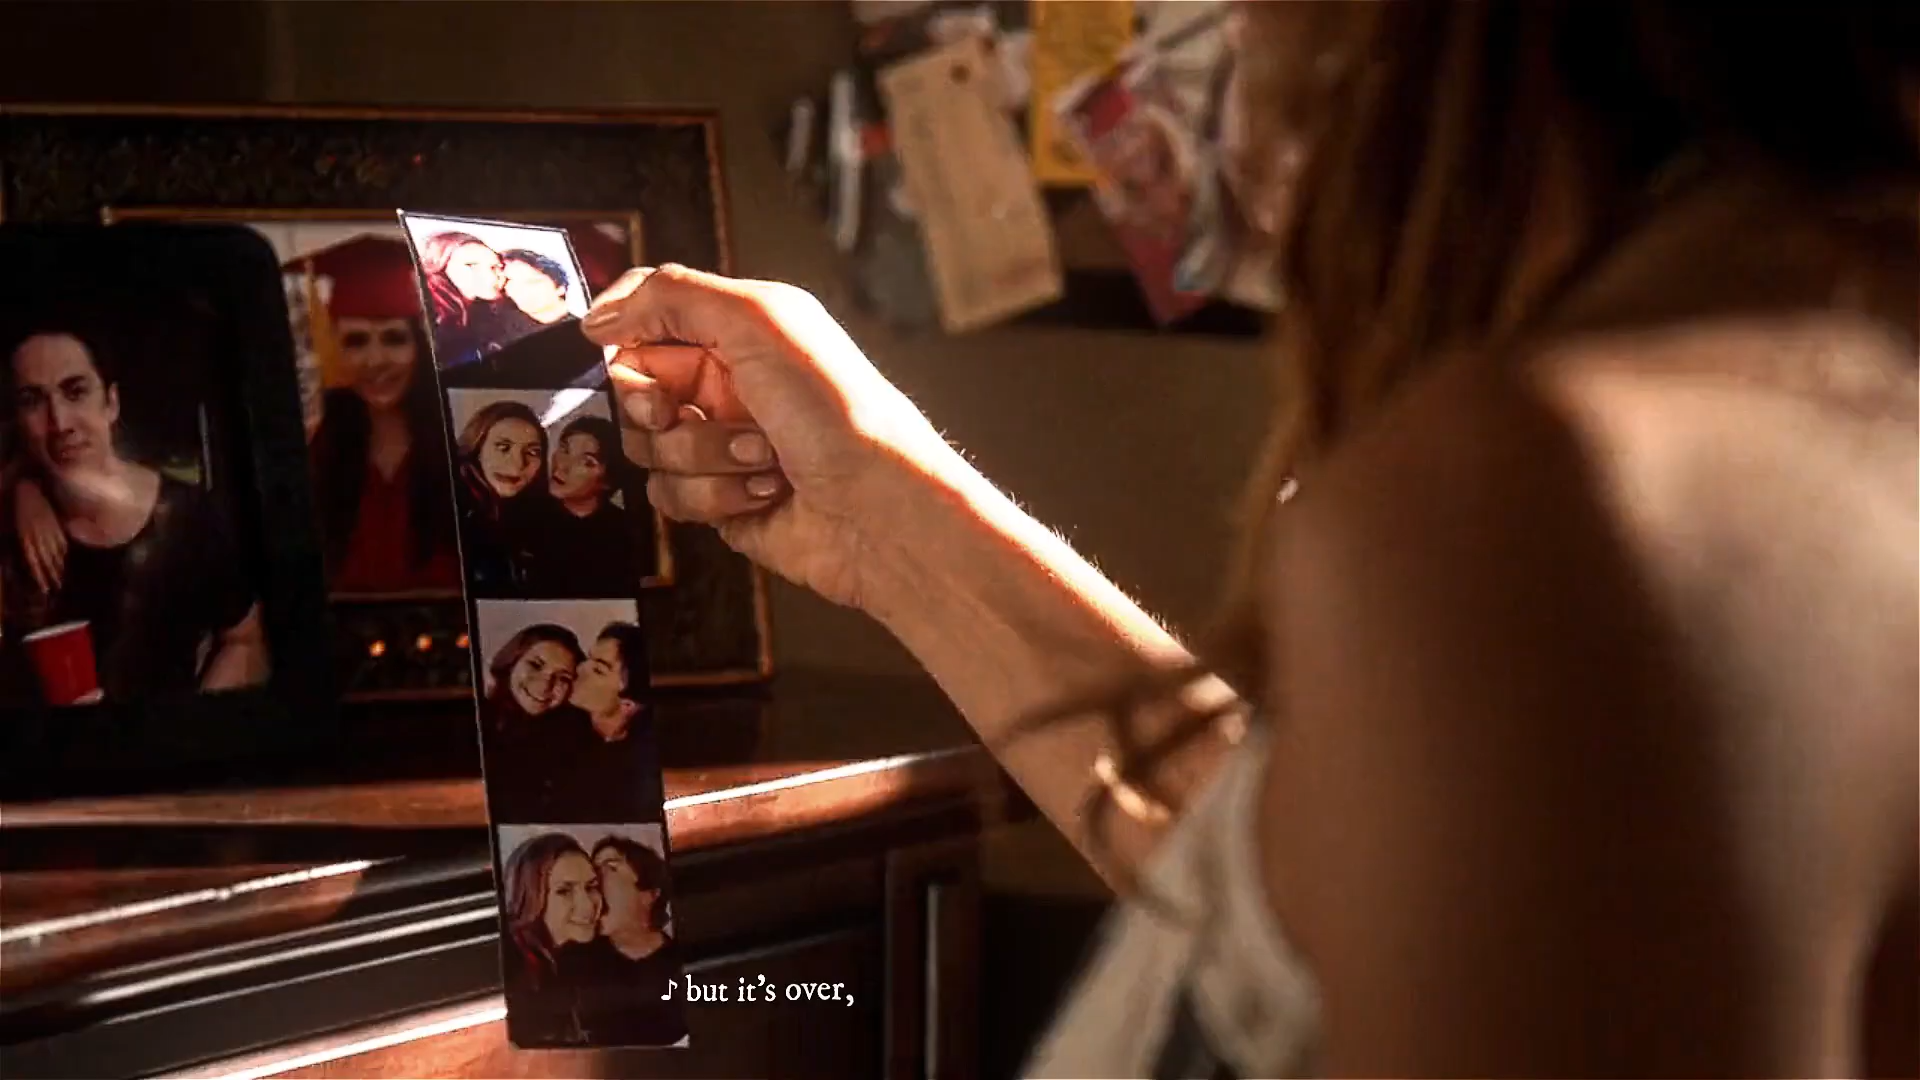 ♪ but it's over,